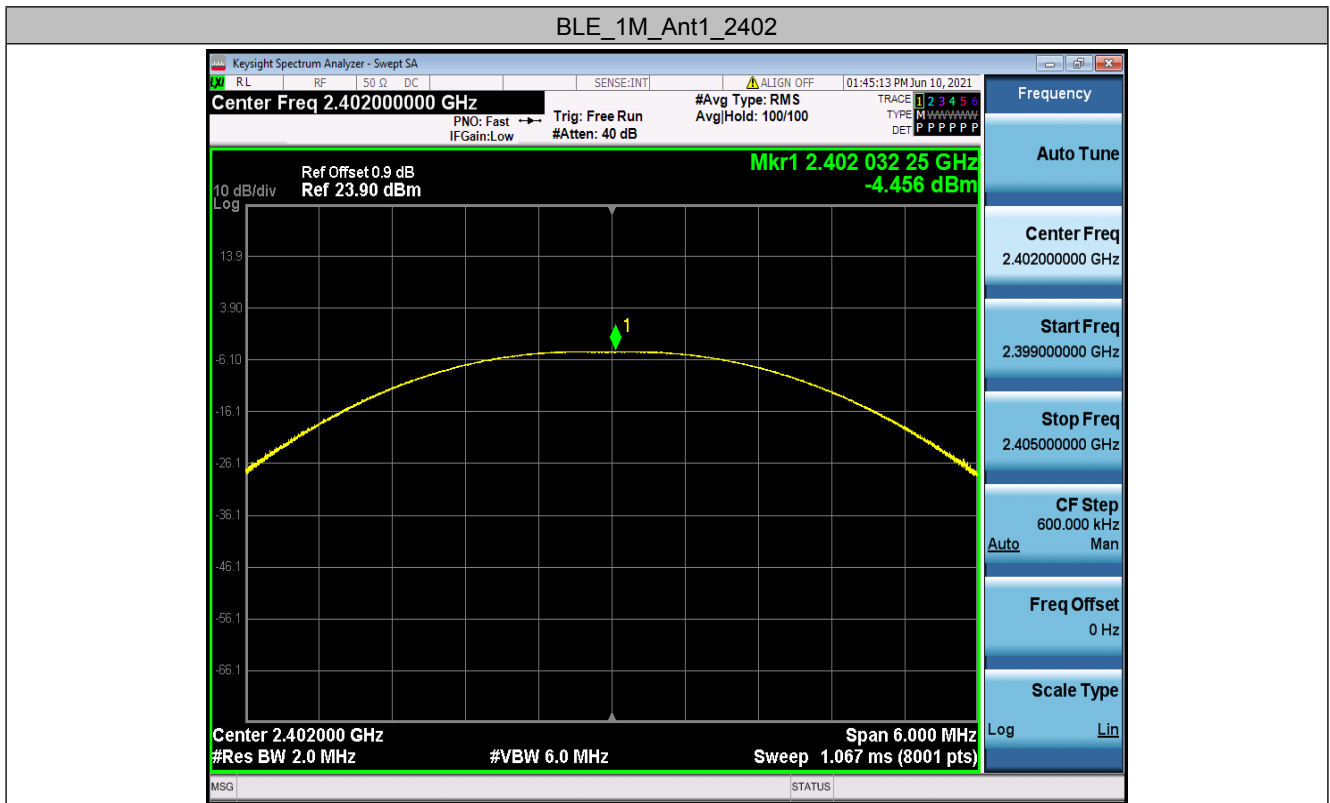 BLE_1M_Ant1_2402
Keysight Spectrum Analyzer - Swept SA
LXI RL RF 50 Ω DC SENSE:INT ALIGN OFF 01:45:13 PM Jun 10, 2021
Center Freq 2.402000000 GHz
PNO: Fast
IFGain:Low
Trig: Free Run
#Atten: 40 dB
#Avg Type: RMS
Avg|Hold: 100/100
TRACE 1 2 3 4 5 6
TYPE M W W W W W
DET P P P P P P
Ref Offset 0.9 dB
10 dB/div Ref 23.90 dBm
Log
Mkr1 2.402 032 25 GHz
-4.456 dBm
13.9
3.90
-6.10
-16.1
-26.1
-36.1
-46.1
-56.1
-66.1
1
Center 2.402000 GHz Span 6.000 MHz
#Res BW 2.0 MHz #VBW 6.0 MHz Sweep 1.067 ms (8001 pts)
MSG STATUS
Frequency
Auto Tune
Center Freq
2.402000000 GHz
Start Freq
2.399000000 GHz
Stop Freq
2.405000000 GHz
CF Step
600.000 kHz
Auto Man
Freq Offset
0 Hz
Scale Type
Log Lin